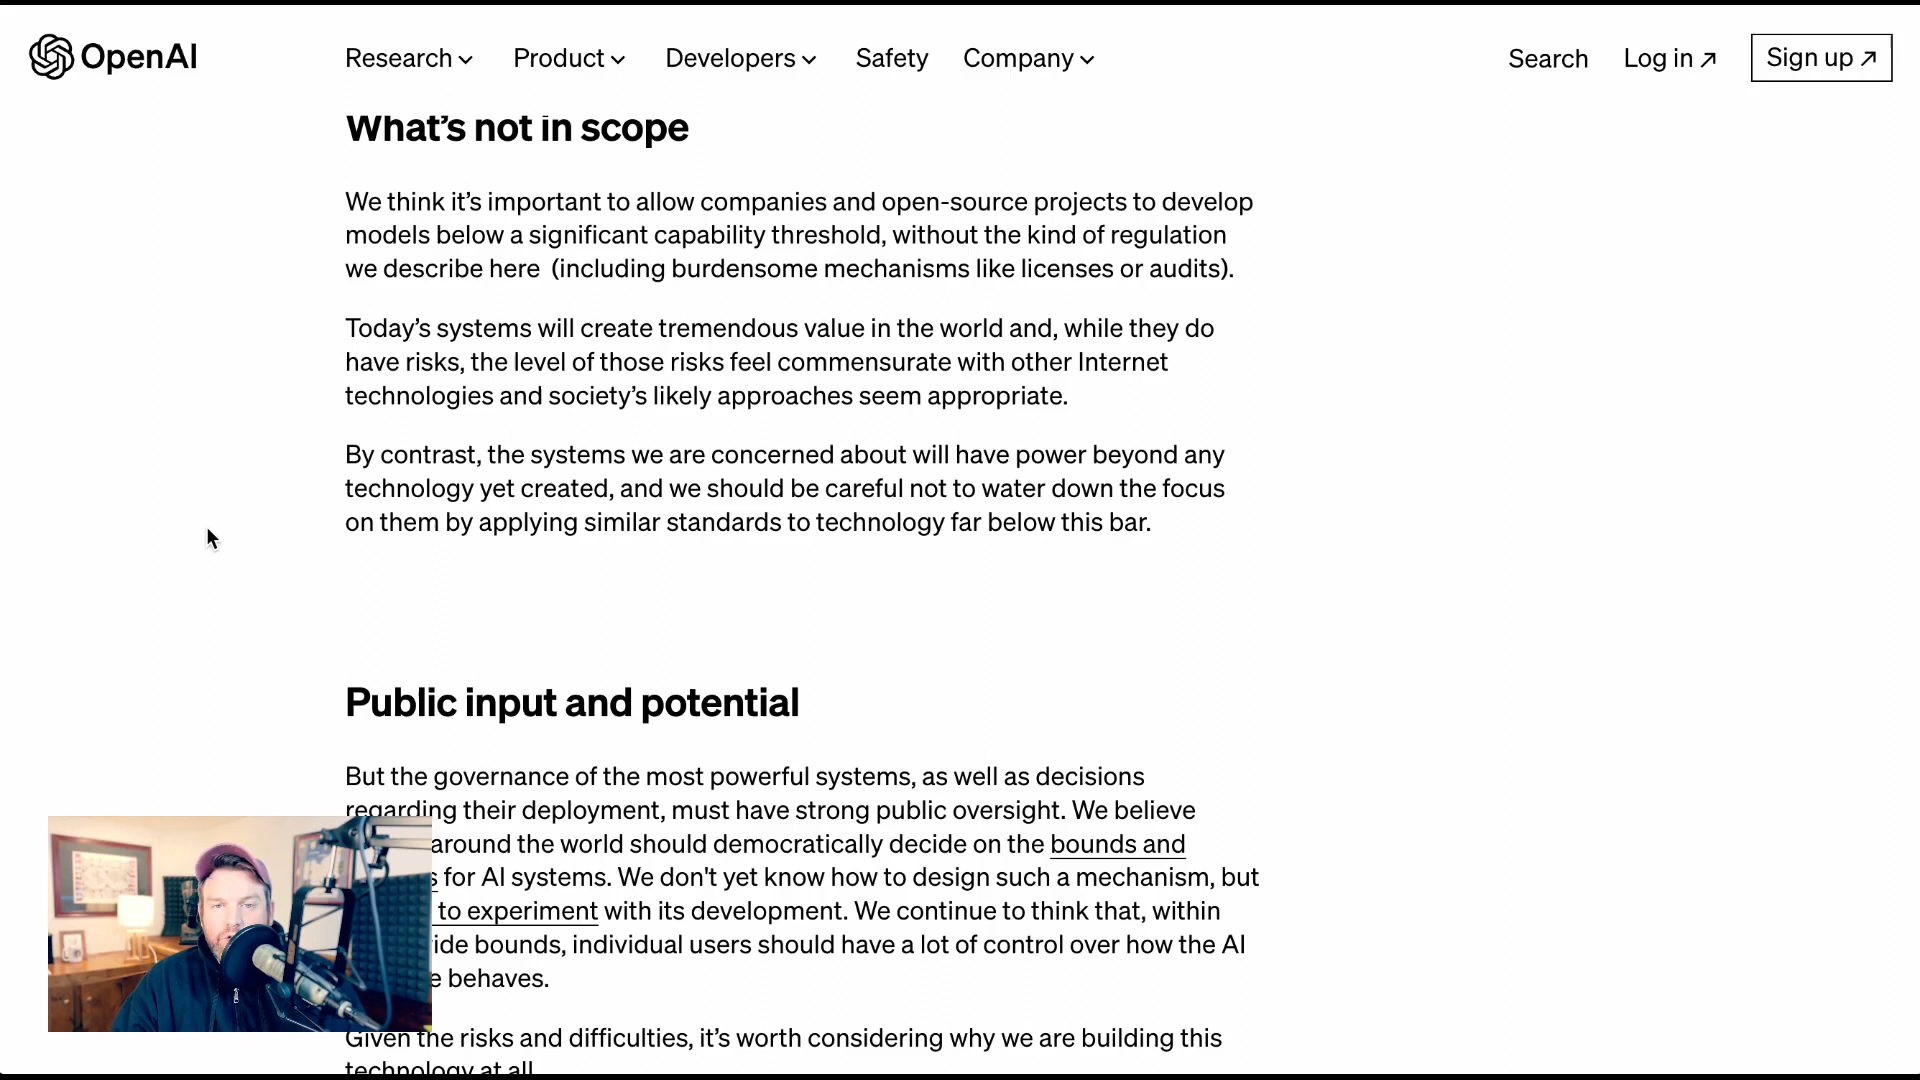 OpenAI
Research
Product
Developers
Safety
Company
Search
Log in ↗
Sign up ↗
What's not in scope
We think it's important to allow companies and open-source projects to develop
models below a significant capability threshold, without the kind of regulation
we describe here (including burdensome mechanisms like licenses or audits).
Today's systems will create tremendous value in the world and, while they do
have risks, the level of those risks feel commensurate with other Internet
technologies and society's likely approaches seem appropriate.
By contrast, the systems we are concerned about will have power beyond any
technology yet created, and we should be careful not to water down the focus
on them by applying similar standards to technology far below this bar.
Public input and potential
But the governance of the most powerful systems, as well as decisions
regarding their deployment, must have strong public oversight. We believe
around the world should democratically decide on the bounds and
for AI systems. We don't yet know how to design such a mechanism, but
to experiment with its development. We continue to think that, within
bounds, individual users should have a lot of control over how the AI
behaves.
Given the risks and difficulties, it's worth considering why we are building this
technology at all